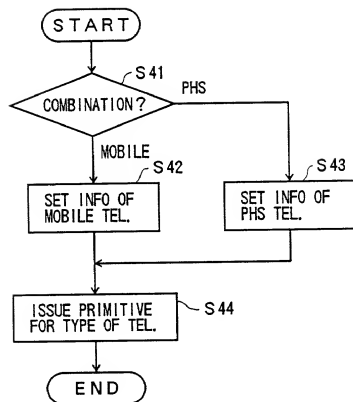 START
S41
COMBINATION?
PHS
MOBILE
S42
SET INFO OF
MOBILE TEL.
S43
SET INFO OF
PHS TEL.
ISSUE PRIMITIVE
FOR TYPE OF TEL.
S44
END